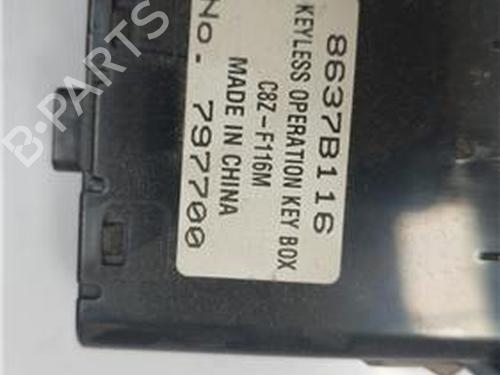 8637B116
KEYLESS OPERATION KEY BOX
C8Z-F116M
MADE IN CHINA
NO. 797700
B-PARTS